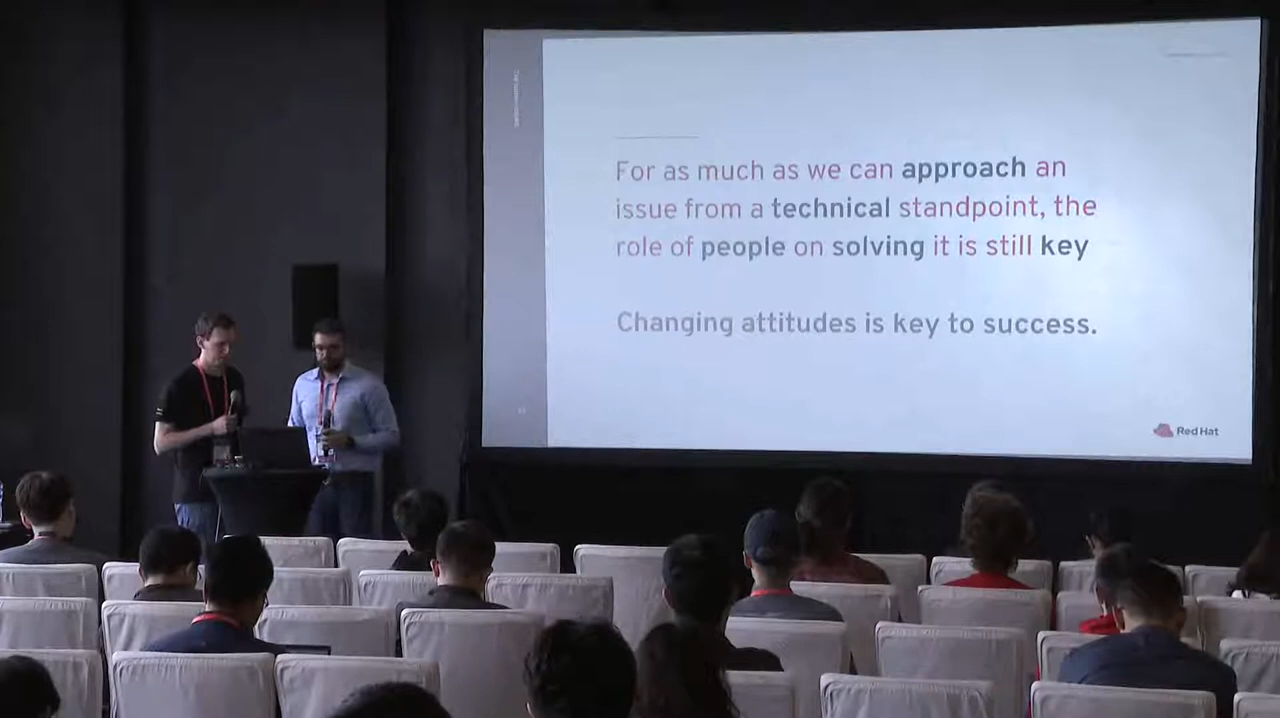 For as much as we can approach an
issue from a technical standpoint, the
role of people on solving it is still key
Changing attitudes is key to success.
Red Hat